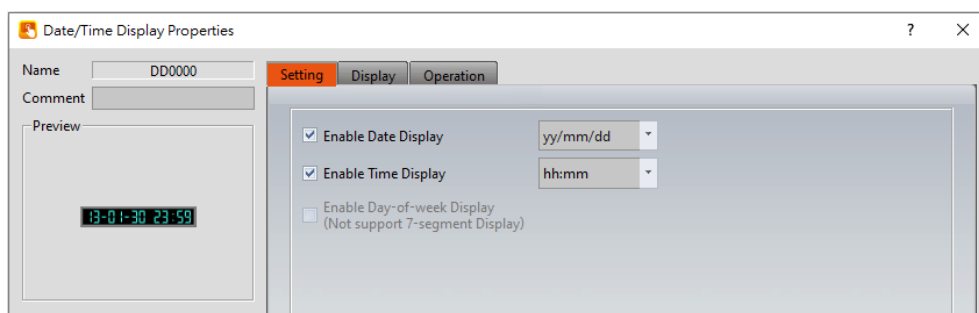 Date/Time Display Properties
?
Name DD0000
Comment
Preview
13-01-30 23:59
Setting Display Operation
Enable Date Display yy/mm/dd
Enable Time Display hh:mm
Enable Day-of-week Display
(Not support 7-segment Display)